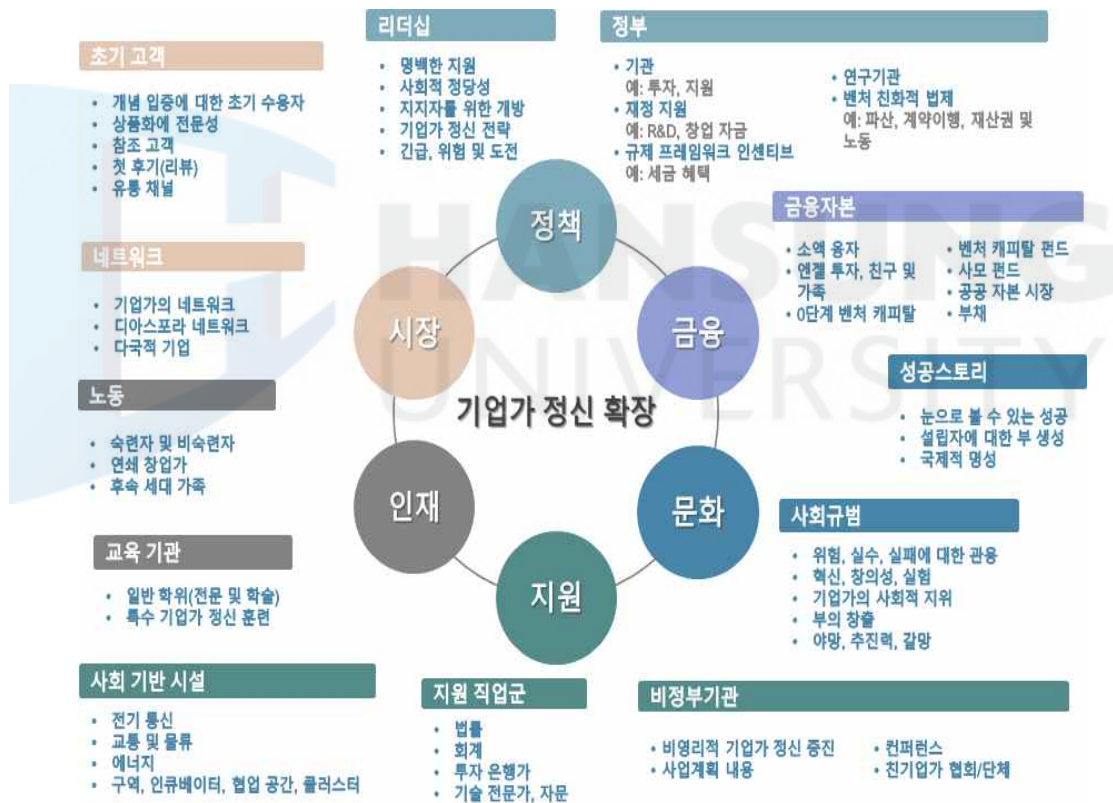 리더십
• 명백한 지원
• 사회적 정당성
• 지지자를 위한 개방
• 기업가 정신 전략
• 긴급, 위험 및 도전
정부
• 기관
예: 투자, 지원
• 재정 지원
예: R&D, 창업 자금
• 규제 프레임워크 인센티브
예: 세금 혜택
• 연구기관
• 벤처 친화적 법제
예: 파산, 계약이행, 재산권 및
노동
초기 고객
• 개념 입증에 대한 초기 수용자
• 상품화에 전문성
• 참조 고객
• 첫 후기(리뷰)
• 유통 채널
네트워크
• 기업가의 네트워크
• 디아스포라 네트워크
• 다국적 기업
노동
• 숙련자 및 비숙련자
• 연쇄 창업가
• 후속 세대 가족
교육 기관
• 일반 학위(전문 및 학술)
• 특수 기업가 정신 훈련
정책
시장
금융
기업가 정신 확장
인재
문화
지원
금융자본
• 소액 융자
• 엔젤 투자, 친구 및
가족
• 0단계 벤처 캐피탈
• 벤처 캐피탈 펀드
• 사모 펀드
• 공공 자본 시장
• 부채
성공스토리
• 눈으로 볼 수 있는 성공
• 설립자에 대한 부 생성
• 국제적 명성
사회규범
• 위험, 실수, 실패에 대한 관용
• 혁신, 창의성, 실험
• 기업가의 사회적 지위
• 부의 창출
• 야망, 추진력, 갈망
사회 기반 시설
• 전기 통신
• 교통 및 물류
• 에너지
• 구역, 인큐베이터, 협업 공간, 클러스터
지원 직업군
• 법률
• 회계
• 투자 은행가
• 기술 전문가, 자문
비정부기관
• 비영리적 기업가 정신 증진
• 사업계획 내용
• 컨퍼런스
• 친기업가 협회/단체
HANSUNG
UNIVERSITY